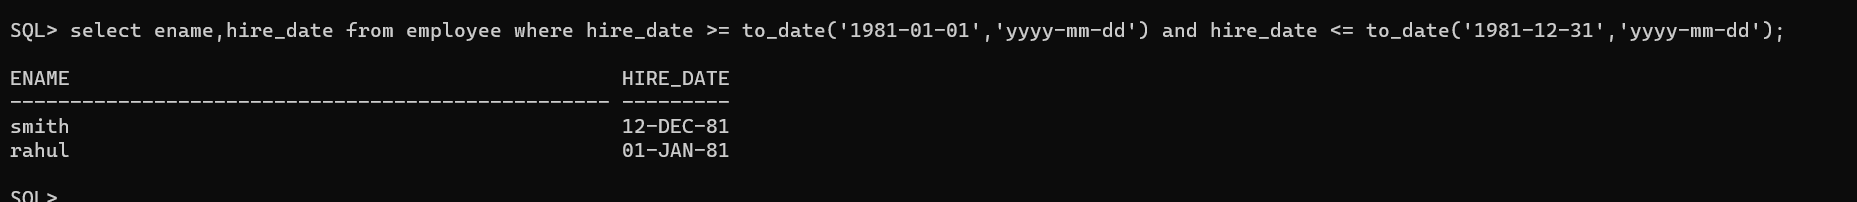 SQL> select ename,hire_date from employee where hire_date >= to_date('1981-01-01','yyyy-mm-dd') and hire_date <= to_date('1981-12-31','yyyy-mm-dd');
ENAME                                              HIRE_DATE
-------------------------------------------------- ---------
smith                                              12-DEC-81
rahul                                              01-JAN-81
SQL>